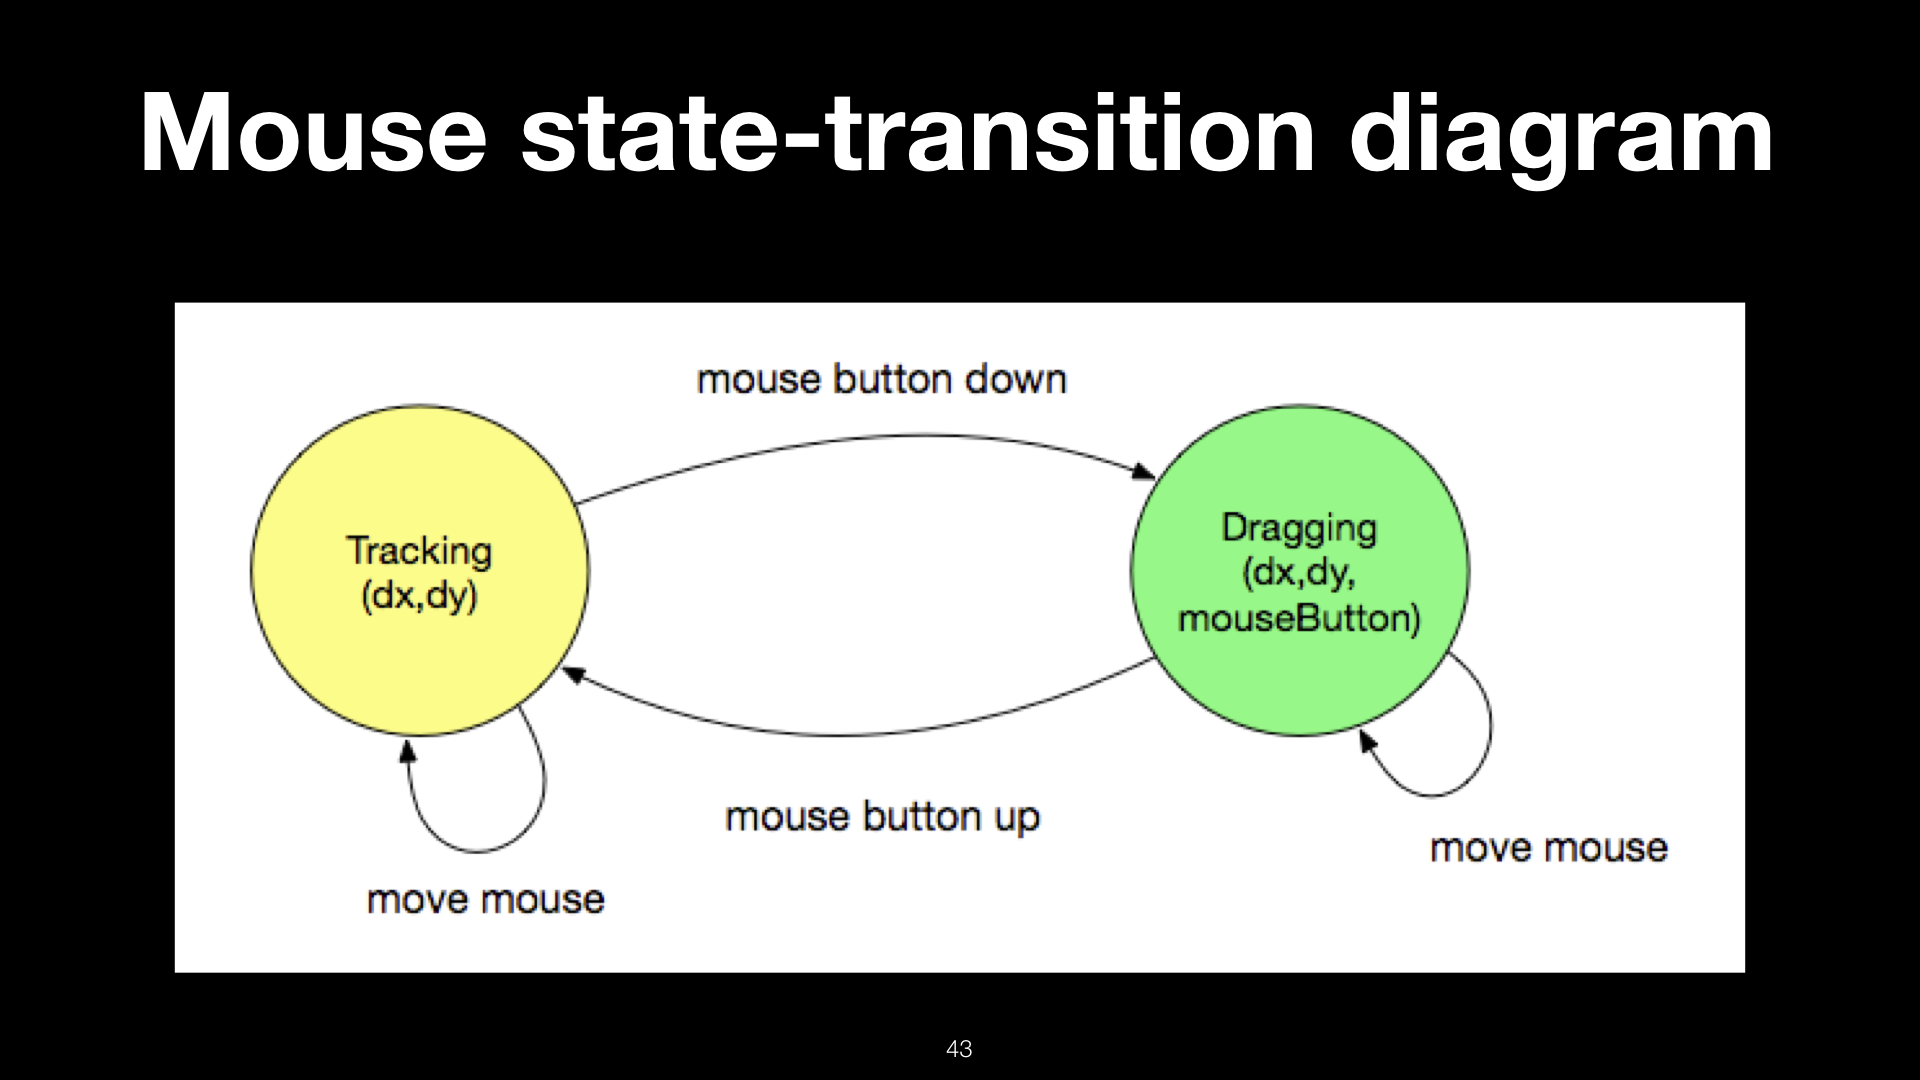 Mouse state-transition diagram
mouse button down
Tracking
(dx,dy)
Dragging
(dx,dy,
mouseButton)
mouse button up
move mouse
move mouse
43